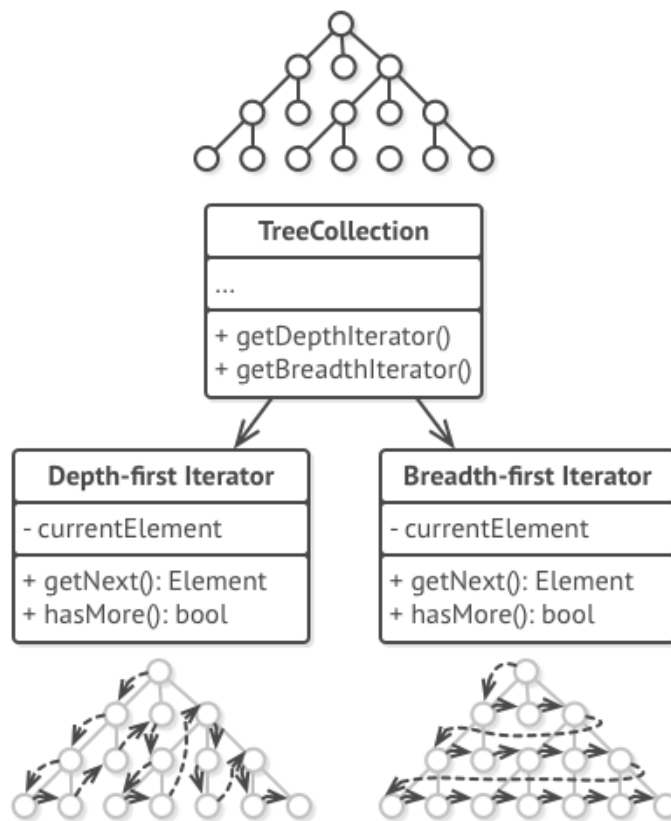 TreeCollection
...
+ getDepthIterator()
+ getBreadthIterator()
Depth-first Iterator
- currentElement
+ getNext(): Element
+ hasMore(): bool
Breadth-first Iterator
- currentElement
+ getNext(): Element
+ hasMore(): bool